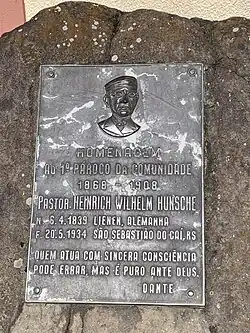 HOMENAGEM
AO 1º PÁROCO DA COMUNIDADE
1868 - 1908
PASTOR: HEINRICH WILHELM HUNSCHE
N. 6.4.1839 LIENEN, ALEMANHA
F. 20.5.1934 SÃO SEBASTIÃO DO CAÍ, RS
QUEM ATUA COM SINCERA CONSCIÊNCIA
PODE ERRAR, MAS É PURO ANTE DEUS.
DANTE